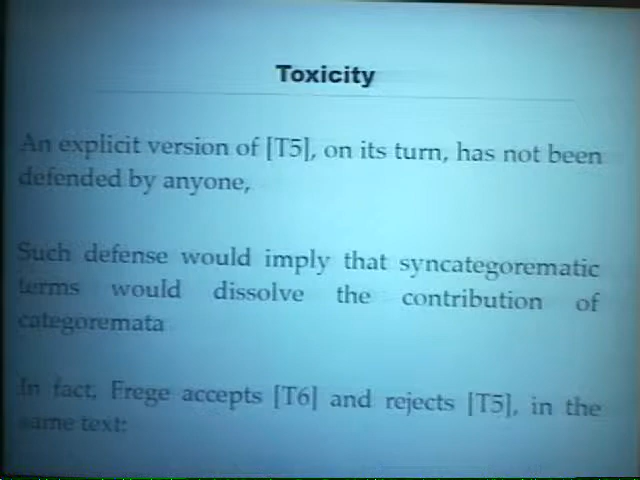 Toxicity
An explicit version of [T5], on its turn, has not been
defended by anyone,
Such defense would imply that syncategorematic
terms would dissolve the contribution of
categoremata
In fact, Frege accepts [T6] and rejects [T5], in the
same text: